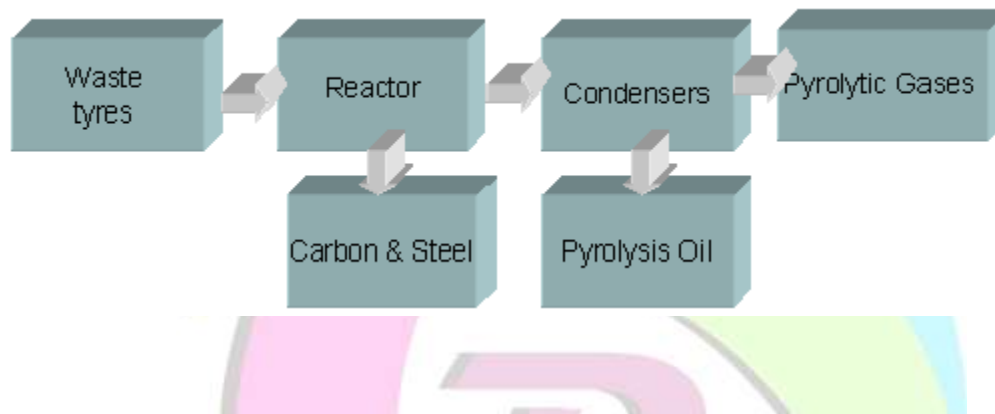 Waste
tyres
Reactor
Condensers
Pyrolytic Gases
Carbon & Steel
Pyrolysis Oil